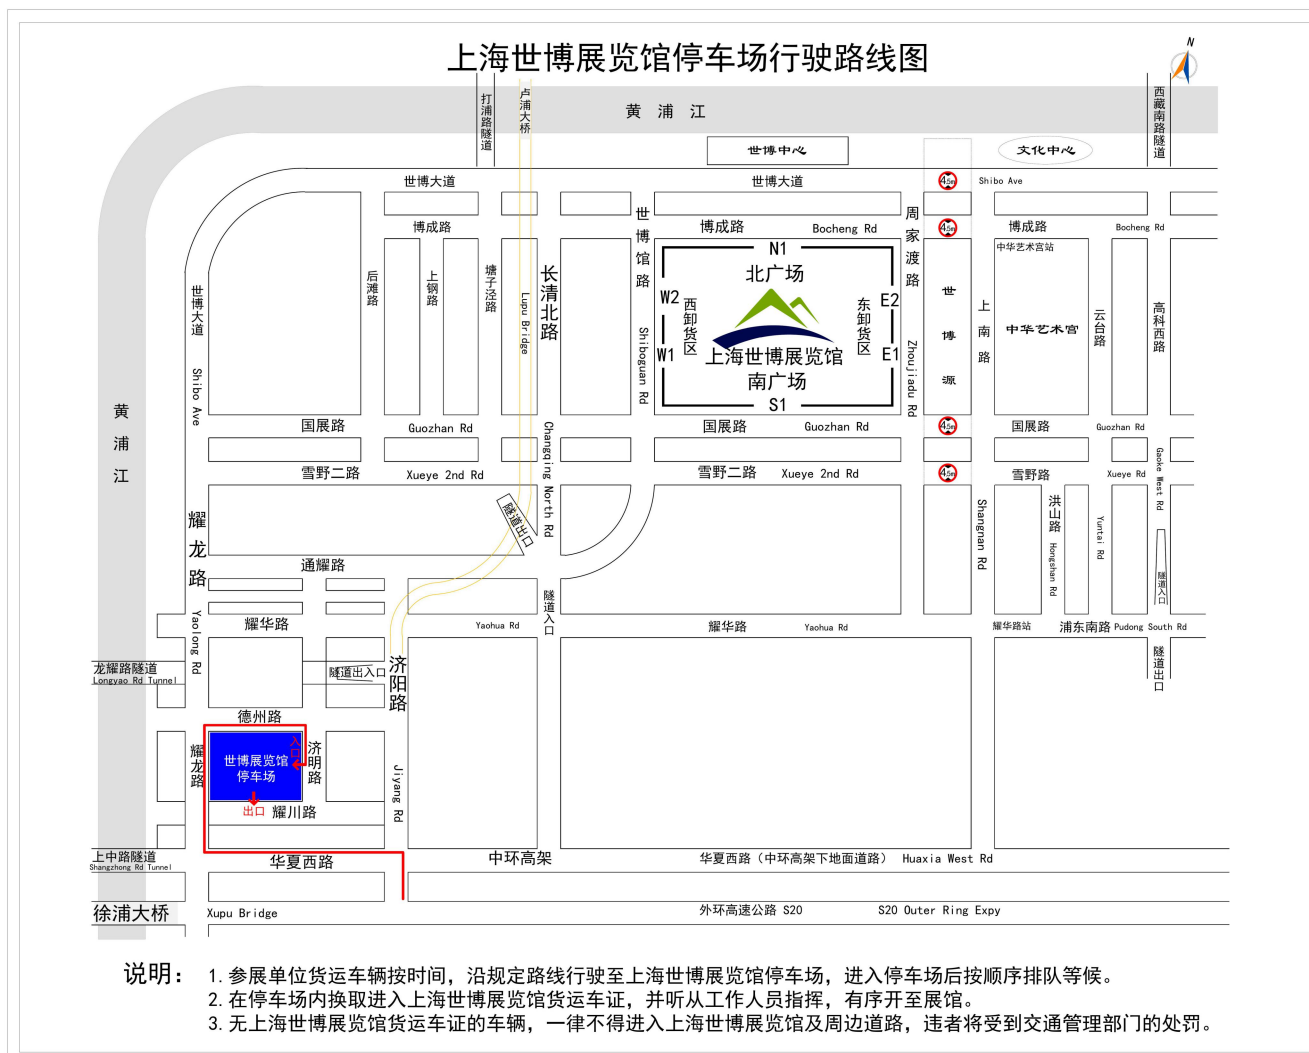 上海世博展览馆停车场行驶路线图
N
打浦路隧道
卢浦大桥
黄浦江
西藏南路隧道
世博中心
文化中心
世博大道
世博大道
4.5m
Shibo Ave
博成路
世博馆路
博成路
Bocheng Rd
周家渡路
4.5m
博成路
Bocheng Rd
中华艺术宫站
N1
北广场
后滩路
上钢路
塘子泾路
Lupu Bridge
长清北路
Shiboguan Rd
W2
西卸货区
W1
东卸货区
E2
E1
上海世博展览馆
南广场
S1
Zhoujiadu Rd
世博源
上南路
中华艺术宫
云台路
高科西路
世博大道
Shibo Ave
黄浦江
国展路
Guozhan Rd
Changqing North Rd
国展路
Guozhan Rd
4.5m
国展路
Guozhan Rd
Gaoke West Rd
雪野二路
Xueye 2nd Rd
雪野二路
Xueye 2nd Rd
4.5m
雪野路
Xueye Rd
耀龙路
隧道出口
Shangnan Rd
洪山路
Hongshan Rd
Yuntai Rd
隧道入口
通耀路
隧道入口
Yaolong Rd
耀华路
Yaohua Rd
耀华路
Yaohua Rd
耀华路站
浦东南路
Pudong South Rd
隧道出口
龙耀路隧道
Longyao Rd Tunnel
隧道出入口
济阳路
德州路
耀龙路
世博展览馆
停车场
入口
济明路
Jiyang Rd
出口
耀川路
上中路隧道
Shangzhong Rd Tunnel
华夏西路
中环高架
华夏西路（中环高架下地面道路） Huaxia West Rd
徐浦大桥
Xupu Bridge
外环高速公路 S20
S20 Outer Ring Expy
说明：
1. 参展单位货运车辆按时间，沿规定路线行驶至上海世博展览馆停车场，进入停车场后按顺序排队等候。
2. 在停车场内换取进入上海世博展览馆货运车证，并听从工作人员指挥，有序开至展馆。
3. 无上海世博展览馆货运车证的车辆，一律不得进入上海世博展览馆及周边道路，违者将受到交通管理部门的处罚。